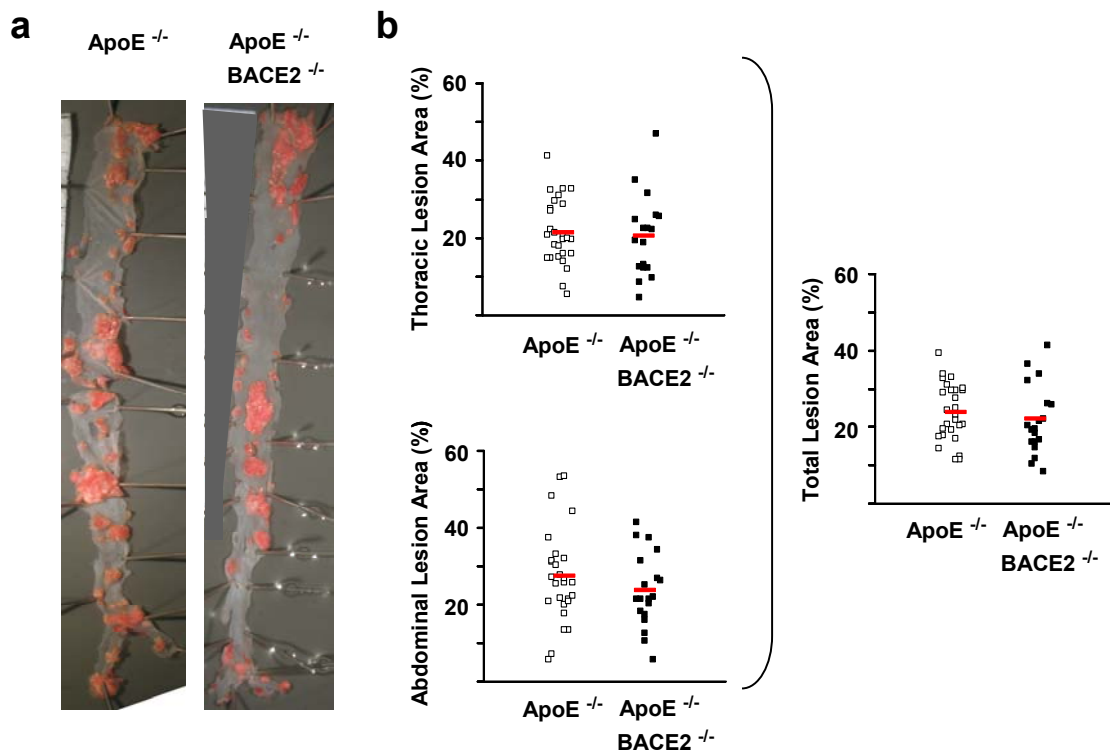 a
ApoE -/-
ApoE -/-
BACE2 -/-
b
Thoracic Lesion Area (%)
60
40
20
ApoE -/-
ApoE -/-
BACE2 -/-
Abdominal Lesion Area (%)
60
40
20
ApoE -/-
ApoE -/-
BACE2 -/-
Total Lesion Area (%)
60
40
20
ApoE -/-
ApoE -/-
BACE2 -/-